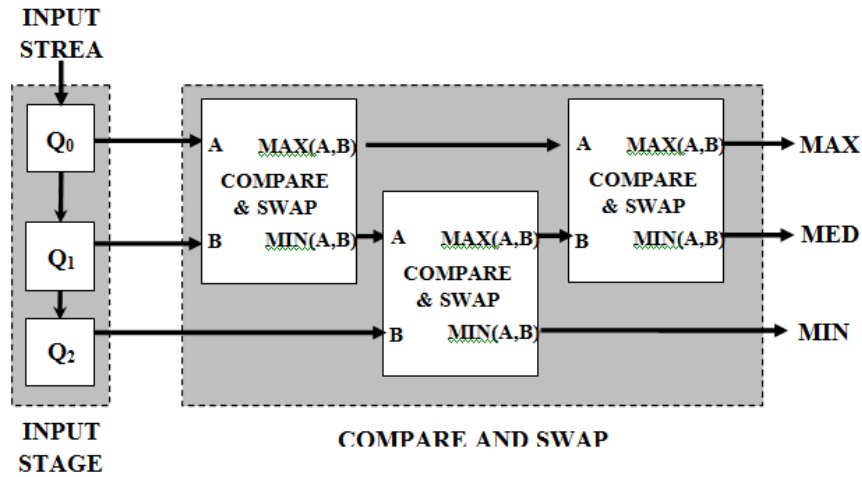 INPUT
STREA
Q0
Q1
Q2
INPUT
STAGE
A MAX(A,B)
COMPARE
& SWAP
B MIN(A,B)
A MAX(A,B)
COMPARE
& SWAP
B MIN(A,B)
A MAX(A,B)
COMPARE
& SWAP
B MIN(A,B)
MAX
MED
MIN
COMPARE AND SWAP